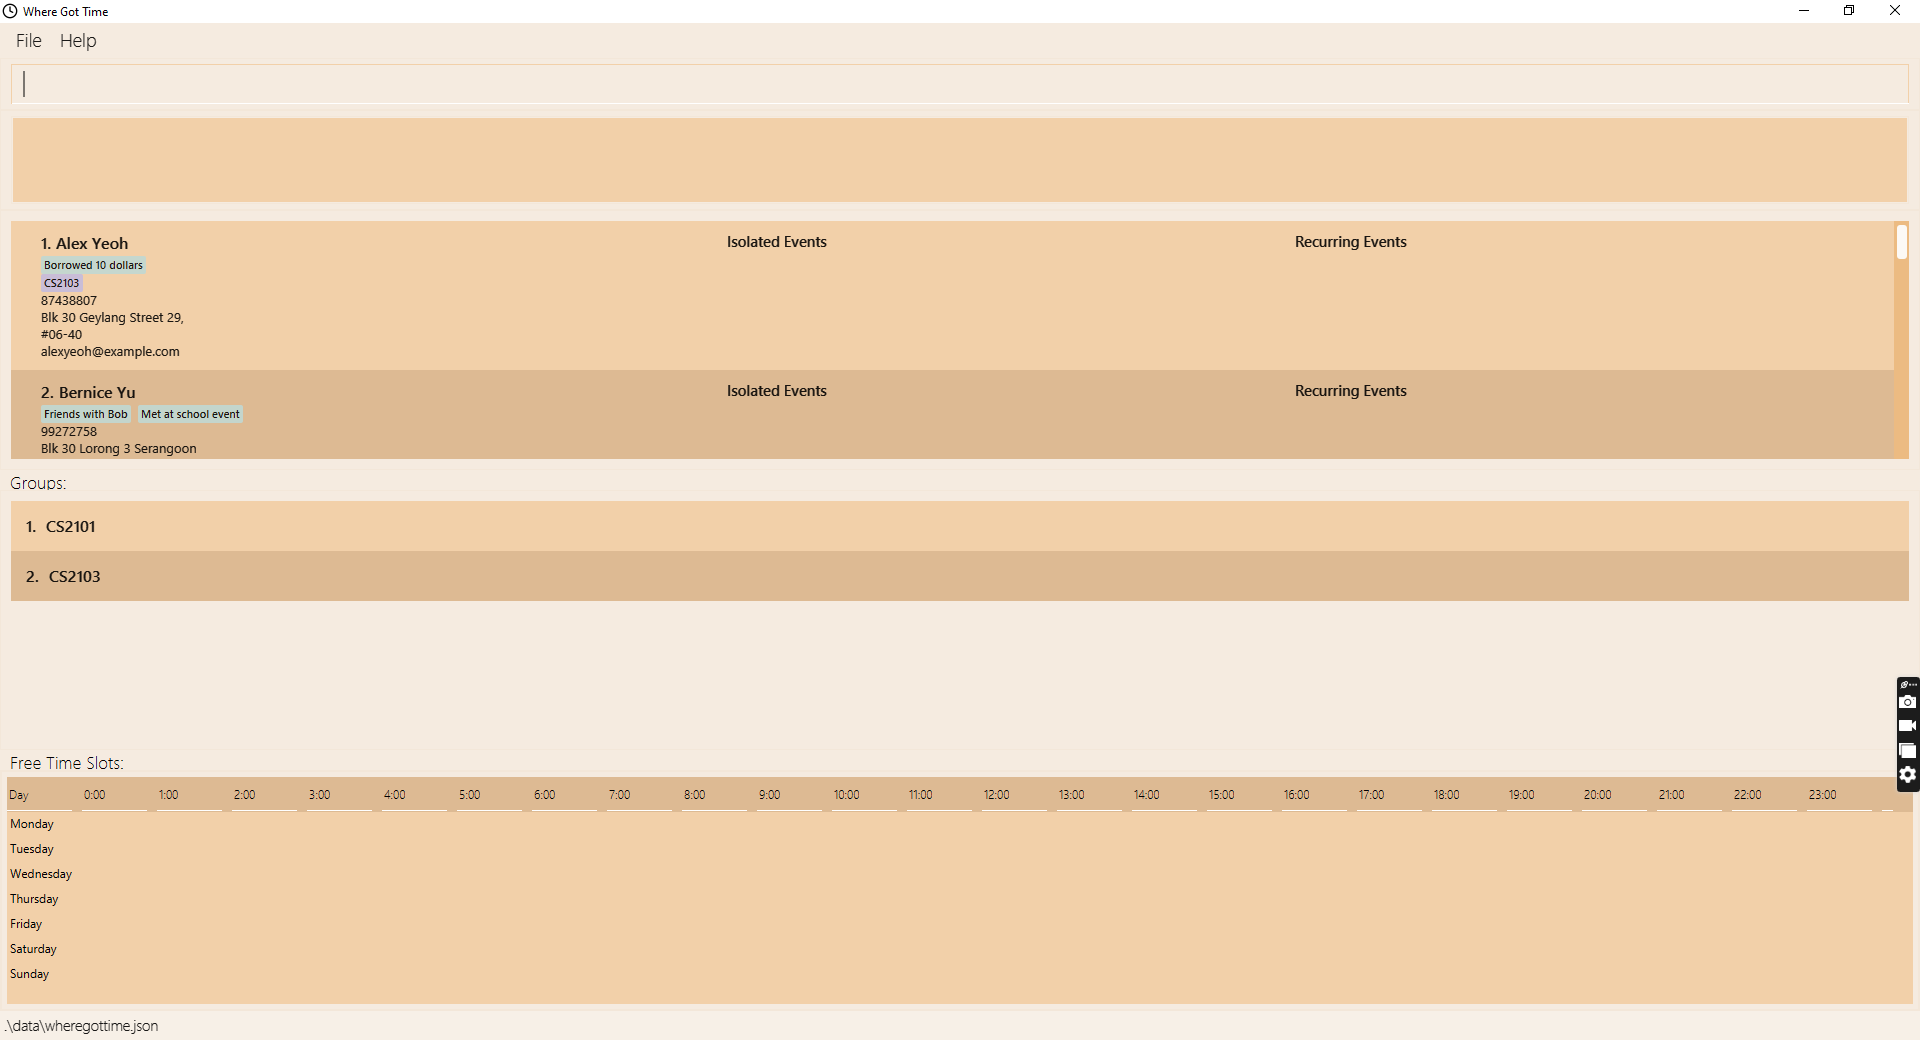 Where Got Time
File Help
1. Alex Yeoh
Isolated Events
Recurring Events
Borrowed 10 dollars
CS2103
87438807
Blk 30 Geylang Street 29,
#06-40
alexyeoh@example.com
2. Bernice Yu
Isolated Events
Recurring Events
Friends with Bob Met at school event
99272758
Blk 30 Lorong 3 Serangoon
Groups:
1. CS2101
2. CS2103
Free Time Slots:
Day 0:00 1:00 2:00 3:00 4:00 5:00 6:00 7:00 8:00 9:00 10:00 11:00 12:00 13:00 14:00 15:00 16:00 17:00 18:00 19:00 20:00 21:00 22:00 23:00
Monday
Tuesday
Wednesday
Thursday
Friday
Saturday
Sunday
.\data\wheregottime.json